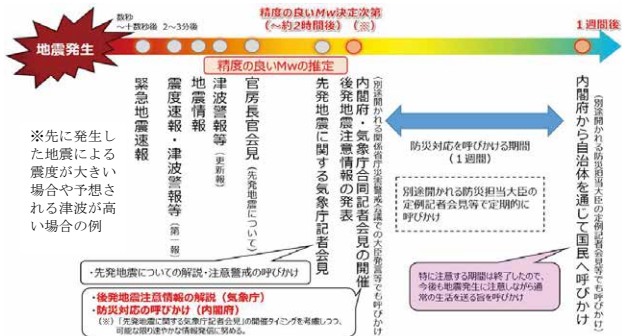 数秒
～十数秒後
2～3分後
精度の良いMw決定次第
(～約2時間後)（※）
1週間後
地震発生
精度の良いMwの推定
緊急地震速報
震度速報・津波警報等（第一報）
地震情報
津波警報等（更新報）
官房長官会見（先発地震について）
先発地震に関する気象庁記者会見
内閣府・気象庁合同記者会見の開催
後発地震注意情報の発表
（別途開かれる関係省庁災害警戒会議での大臣発言等でも呼びかけ）
防災対応を呼びかける期間
（1週間）
別途開かれる防災担当大臣の
定例記者会見等で定期的に
呼びかけ
内閣府から自治体を通じて国民へ呼びかけ
（別途開かれる防災担当大臣の定例記者会見等でも呼びかけ）
※先に発生し
た地震による
震度が大きい
場合や予想さ
れる津波が高
い場合の例
・先発地震についての解説・注意警戒の呼びかけ
・後発地震注意情報の解説（気象庁）
・防災対応の呼びかけ（内閣府）
（※）「先発地震に関する気象庁記者会見」の開催タイミングを考慮しつつ、
可能な限り速やかな情報発信に努める。
特に注意する期間は終了したので、
今後も地震発生に注意しながら通
常の生活を送る旨を呼びかけ